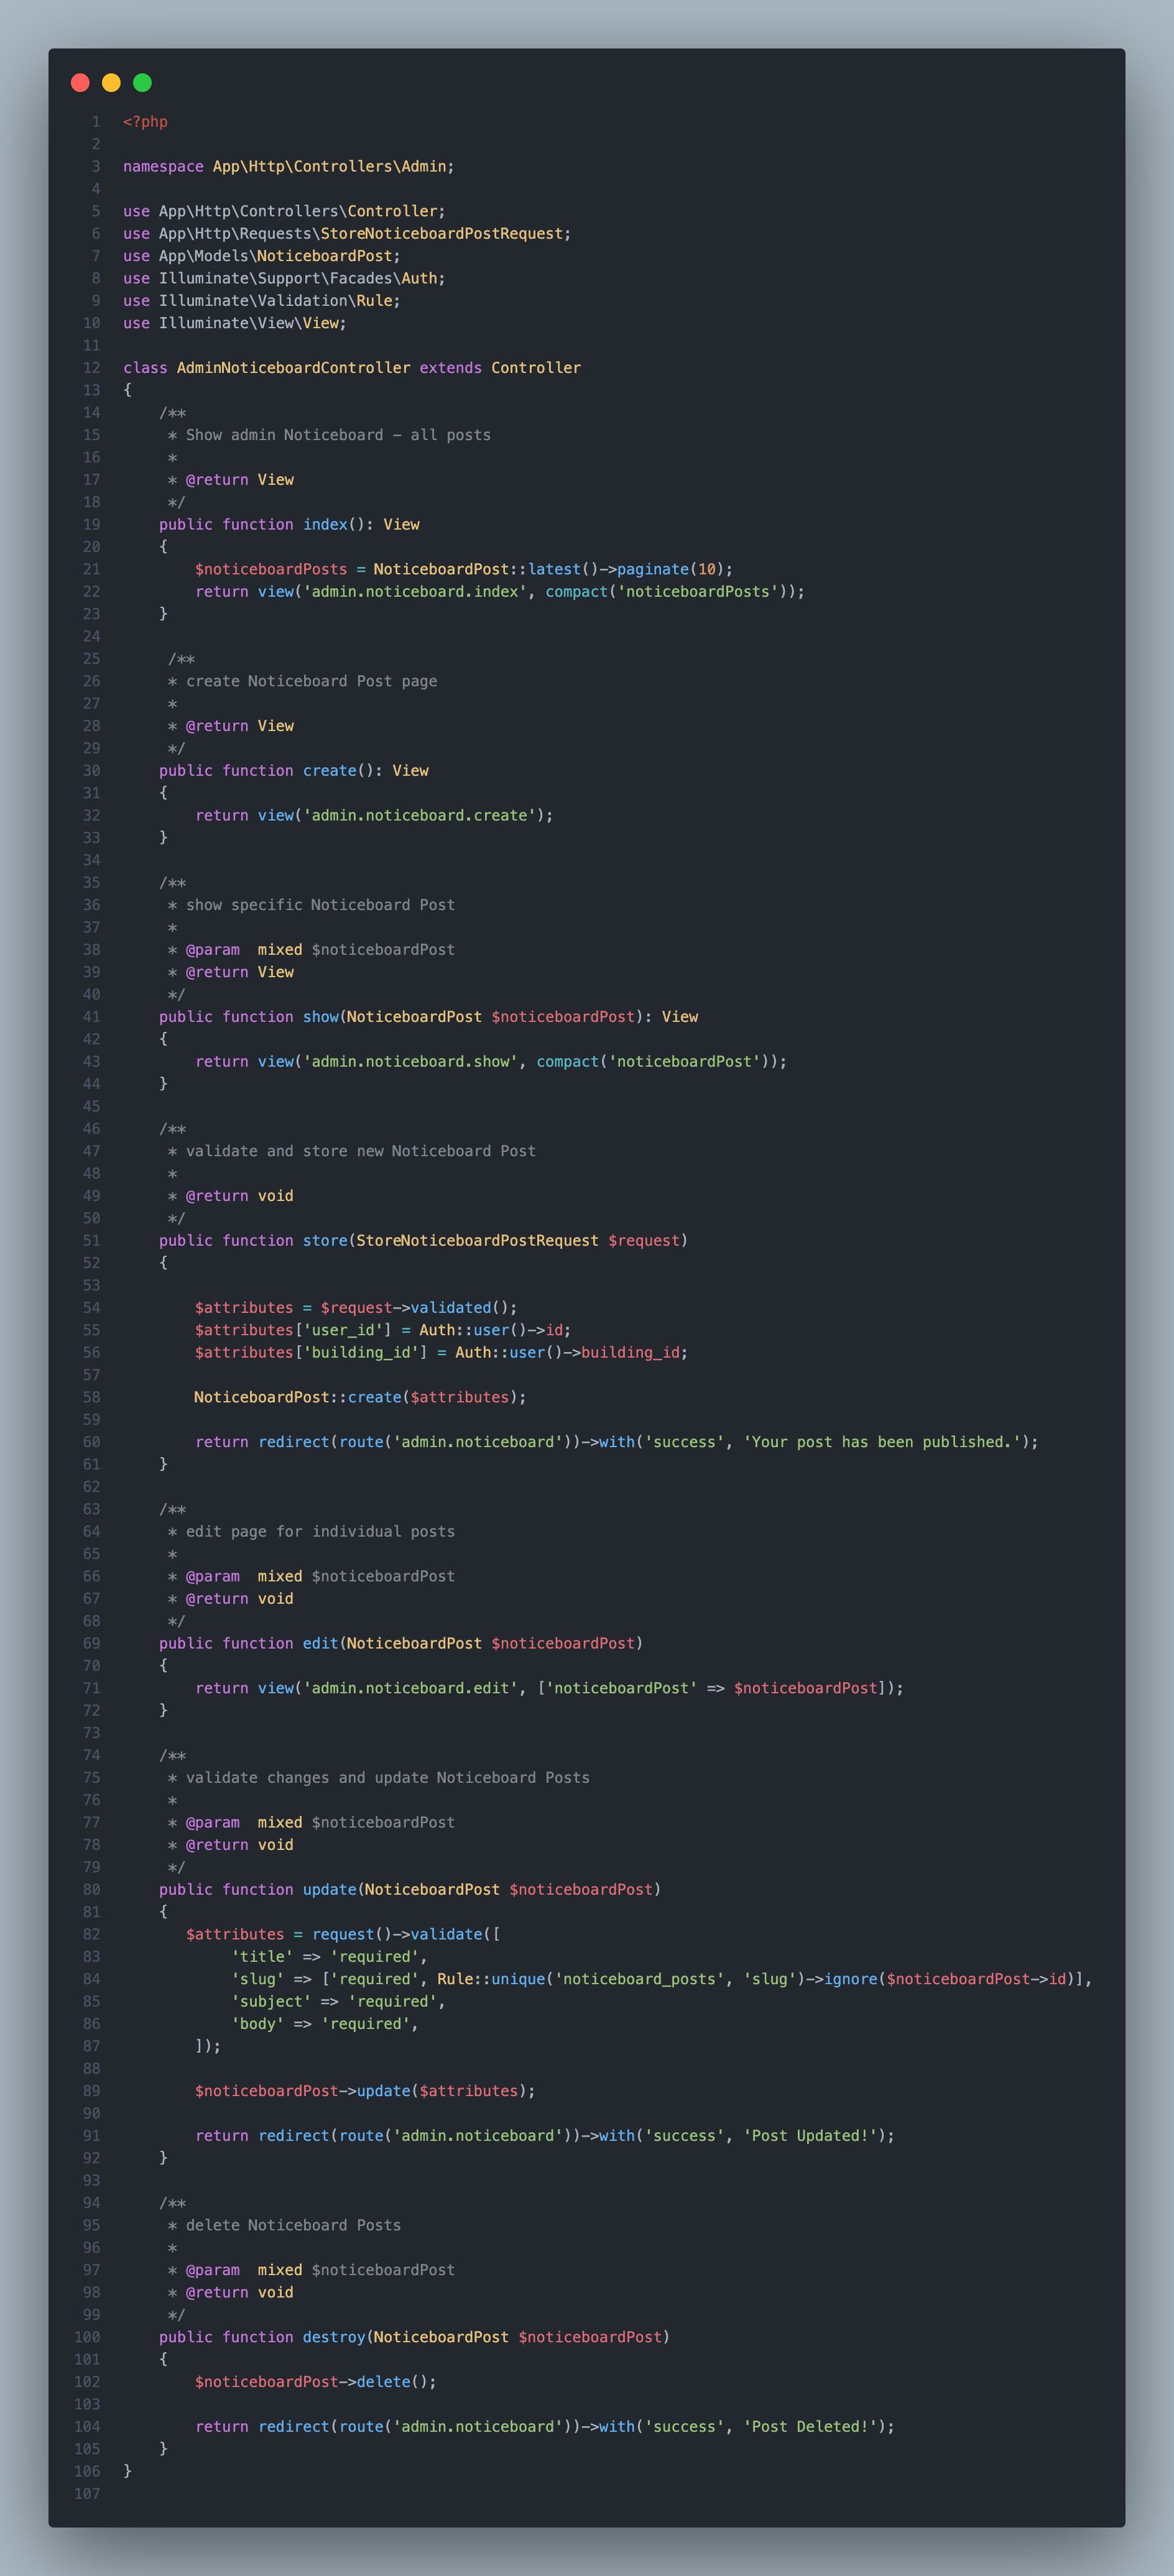 1 <?php
2
3 namespace App\Http\Controllers\Admin;
4
5 use App\Http\Controllers\Controller;
6 use App\Http\Requests\StoreNoticeboardPostRequest;
7 use App\Models\NoticeboardPost;
8 use Illuminate\Support\Facades\Auth;
9 use Illuminate\Validation\Rule;
10 use Illuminate\View\View;
11
12 class AdminNoticeboardController extends Controller
13 {
14     /**
15      * Show admin Noticeboard - all posts
16      *
17      * @return View
18      */
19     public function index(): View
20     {
21         $noticeboardPosts = NoticeboardPost::latest()->paginate(10);
22         return view('admin.noticeboard.index', compact('noticeboardPosts'));
23     }
24
25      /**
26      * create Noticeboard Post page
27      *
28      * @return View
29      */
30     public function create(): View
31     {
32         return view('admin.noticeboard.create');
33     }
34
35     /**
36      * show specific Noticeboard Post
37      *
38      * @param  mixed $noticeboardPost
39      * @return View
40      */
41     public function show(NoticeboardPost $noticeboardPost): View
42     {
43         return view('admin.noticeboard.show', compact('noticeboardPost'));
44     }
45
46     /**
47      * validate and store new Noticeboard Post
48      *
49      * @return void
50      */
51     public function store(StoreNoticeboardPostRequest $request)
52     {
53
54         $attributes = $request->validated();
55         $attributes['user_id'] = Auth::user()->id;
56         $attributes['building_id'] = Auth::user()->building_id;
57
58         NoticeboardPost::create($attributes);
59
60         return redirect(route('admin.noticeboard'))->with('success', 'Your post has been published.');
61     }
62
63     /**
64      * edit page for individual posts
65      *
66      * @param  mixed $noticeboardPost
67      * @return void
68      */
69     public function edit(NoticeboardPost $noticeboardPost)
70     {
71         return view('admin.noticeboard.edit', ['noticeboardPost' => $noticeboardPost]);
72     }
73
74     /**
75      * validate changes and update Noticeboard Posts
76      *
77      * @param  mixed $noticeboardPost
78      * @return void
79      */
80     public function update(NoticeboardPost $noticeboardPost)
81     {
82        $attributes = request()->validate([
83             'title' => 'required',
84             'slug' => ['required', Rule::unique('noticeboard_posts', 'slug')->ignore($noticeboardPost->id)],
85             'subject' => 'required',
86             'body' => 'required',
87         ]);
88
89         $noticeboardPost->update($attributes);
90
91         return redirect(route('admin.noticeboard'))->with('success', 'Post Updated!');
92     }
93
94     /**
95      * delete Noticeboard Posts
96      *
97      * @param  mixed $noticeboardPost
98      * @return void
99      */
100     public function destroy(NoticeboardPost $noticeboardPost)
101     {
102         $noticeboardPost->delete();
103
104         return redirect(route('admin.noticeboard'))->with('success', 'Post Deleted!');
105     }
106 }
107